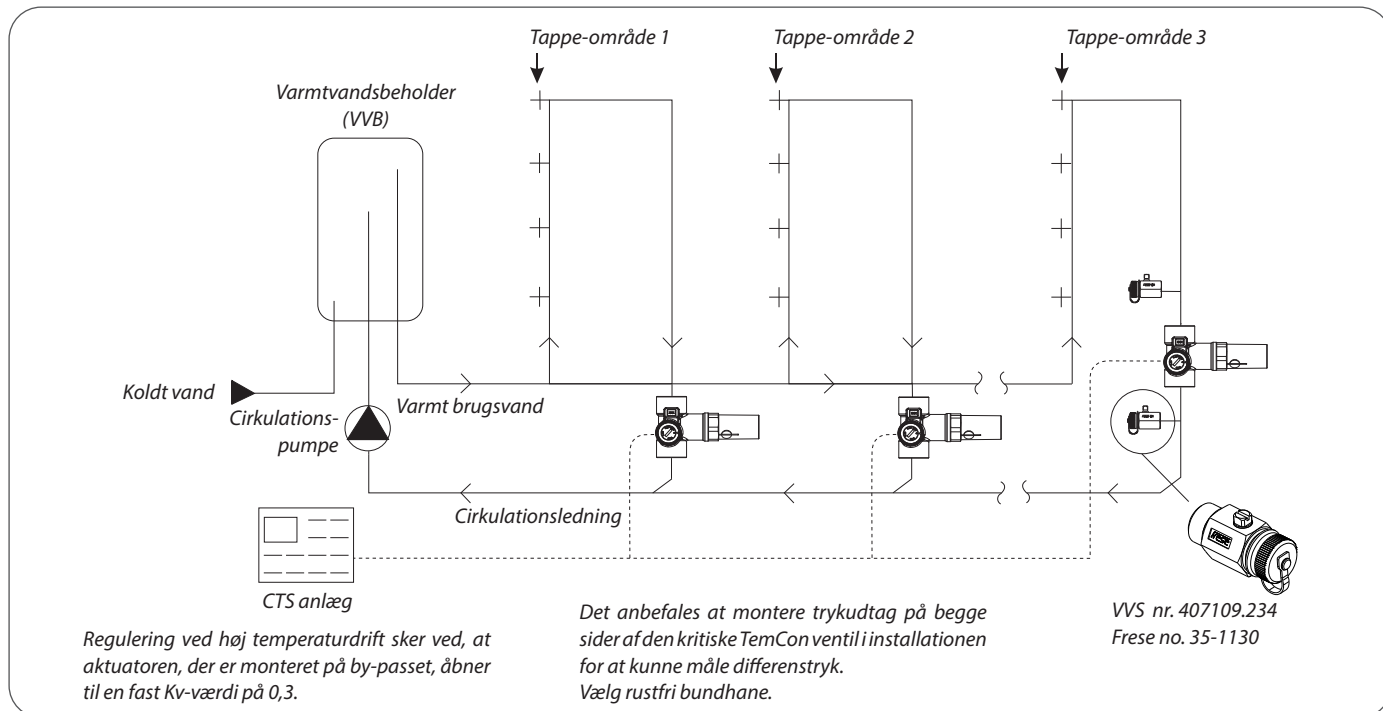 Tappe-område 1
Tappe-område 2
Tappe-område 3
Varmtvandsbeholder
(VVB)
Koldt vand
Varmt brugsvand
Cirkulations-
pumpe
Cirkulationsledning
CTS anlæg
Regulering ved høj temperaturdrift sker ved, at
aktuatoren, der er monteret på by-passet, åbner
til en fast Kv-værdi på 0,3.
Det anbefales at montere trykudtag på begge
sider af den kritiske TemCon ventil i installationen
for at kunne måle differenstryk.
Vælg rustfri bundhane.
VVS nr. 407109.234
Frese no. 35-1130